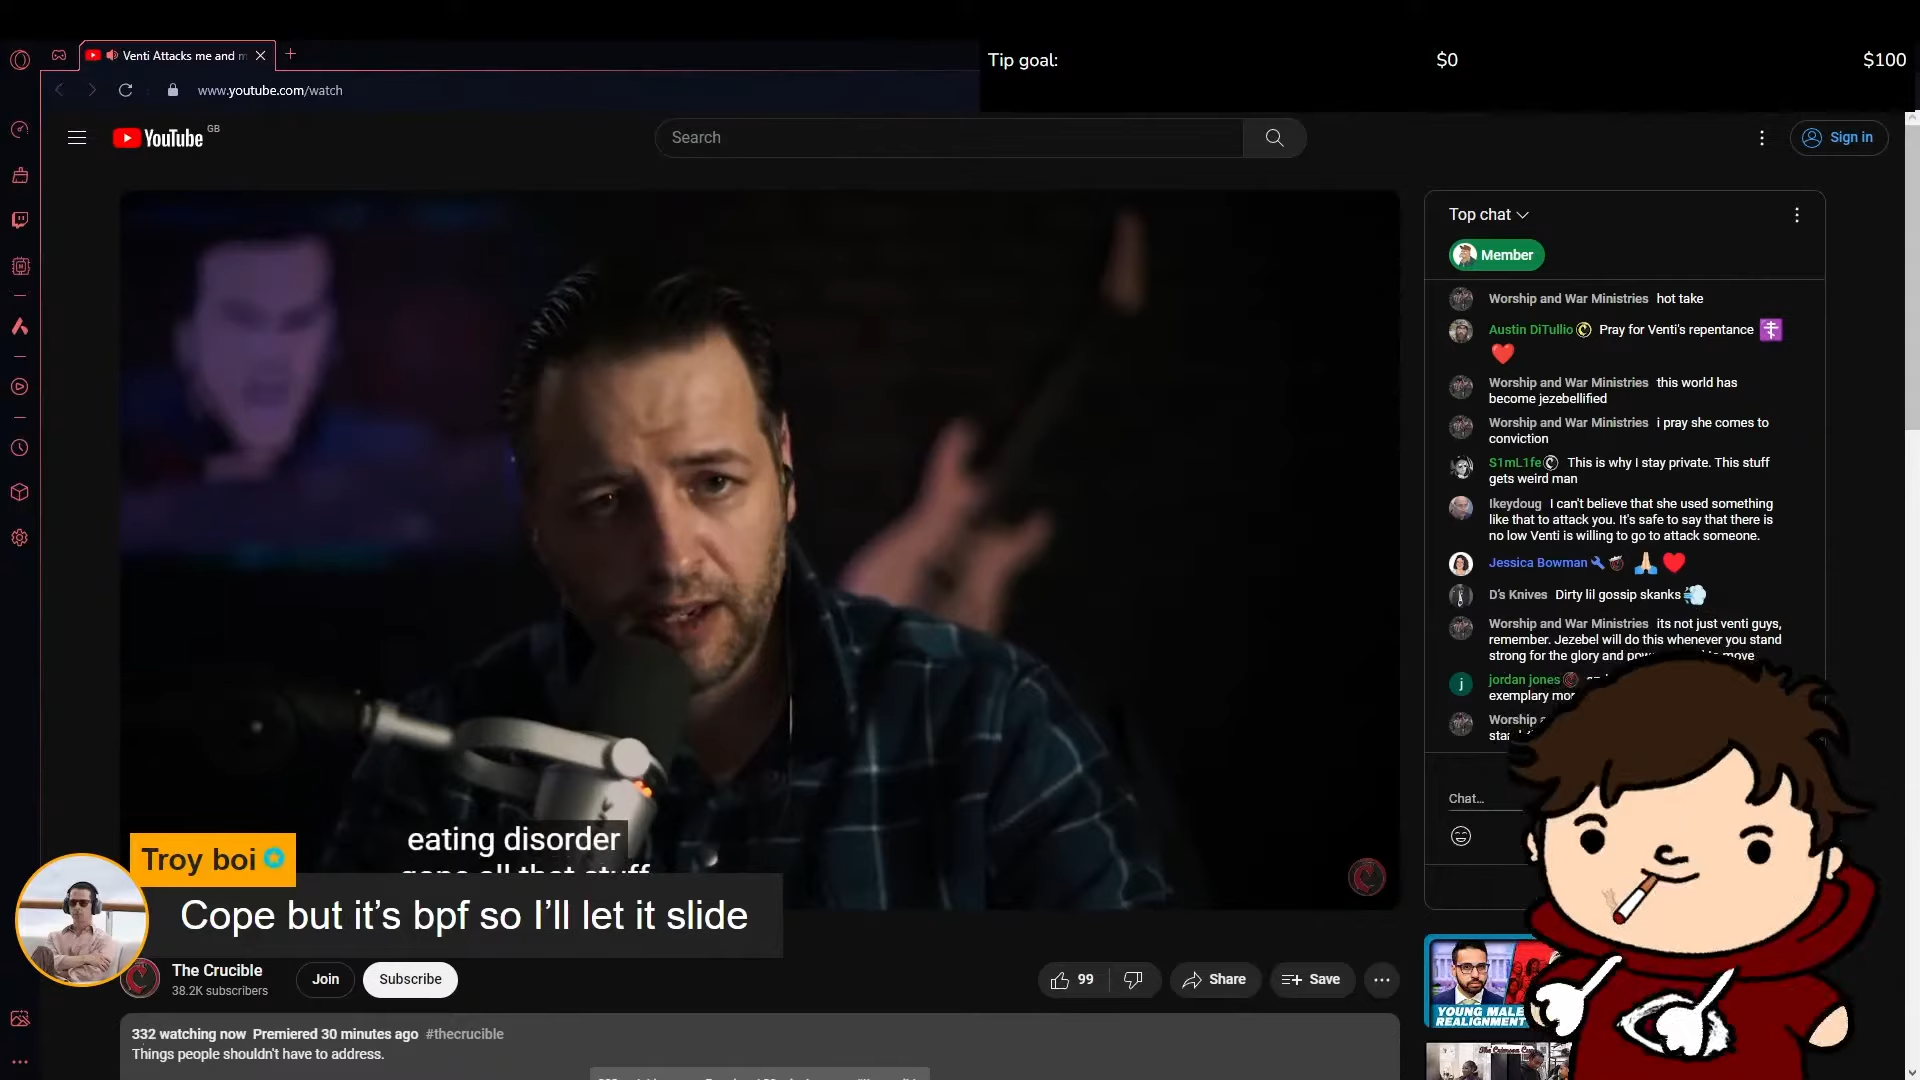 Venti Attacks me and m
Tip goal:
$0
$100
www.youtube.com/watch
YouTube GB
Search
Sign in
Top chat
Member
Worship and War Ministries hot take
Austin DiTullio Pray for Venti's repentance
Worship and War Ministries this world has
become jezebellified
Worship and War Ministries i pray she comes to
conviction
S1mL1fe This is why I stay private. This stuff
gets weird man
Ikeydoug I can't believe that she used something
like that to attack you. It's safe to say that there is
no low Venti is willing to go to attack someone.
Jessica Bowman
D's Knives Dirty lil gossip skanks
Worship and War Ministries its not just venti guys,
remember. Jezebel will do this whenever you stand
strong for the glory and move
j jordan jones
exemplary
Worship
Chat...
eating disorder
gone all that stuff
Troy boi
Cope but it's bpf so I'll let it slide
The Crucible
38.2K subscribers
Join
Subscribe
99
Share
Save
332 watching now Premiered 30 minutes ago #thecrucible
Things people shouldn't have to address.
YOUNG MALE
REALIGNMENT